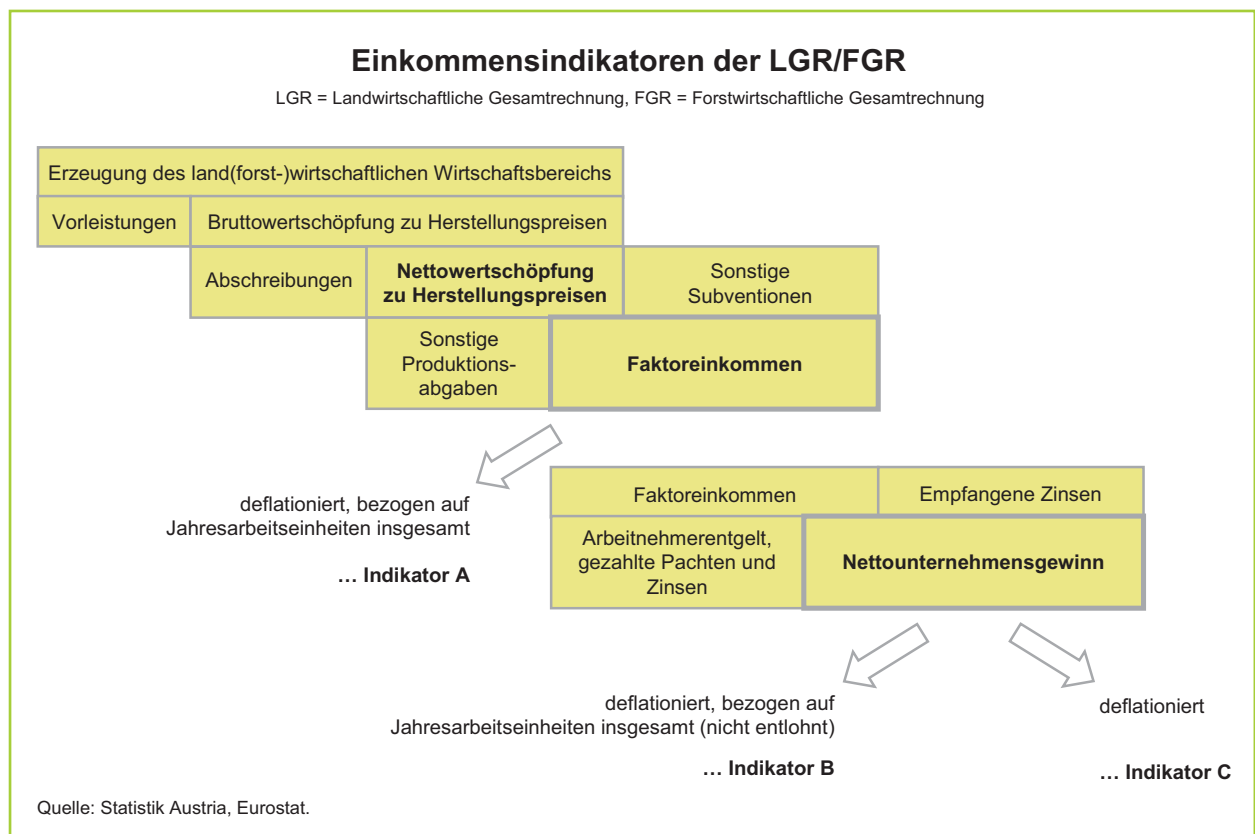 Einkommensindikatoren der LGR/FGR
LGR = Landwirtschaftliche Gesamtrechnung, FGR = Forstwirtschaftliche Gesamtrechnung
Erzeugung des land(forst-)wirtschaftlichen Wirtschaftsbereichs
Vorleistungen
Bruttowertschöpfung zu Herstellungspreisen
Abschreibungen
Nettowertschöpfung
zu Herstellungspreisen
Sonstige
Subventionen
Sonstige
Produktions-
abgaben
Faktoreinkommen
deflationiert, bezogen auf
Jahresarbeitseinheiten insgesamt
... Indikator A
Faktoreinkommen
Empfangene Zinsen
Arbeitnehmerentgelt,
gezahlte Pachten und
Zinsen
Nettounternehmensgewinn
deflationiert, bezogen auf
Jahresarbeitseinheiten insgesamt (nicht entlohnt)
... Indikator B
deflationiert
... Indikator C
Quelle: Statistik Austria, Eurostat.